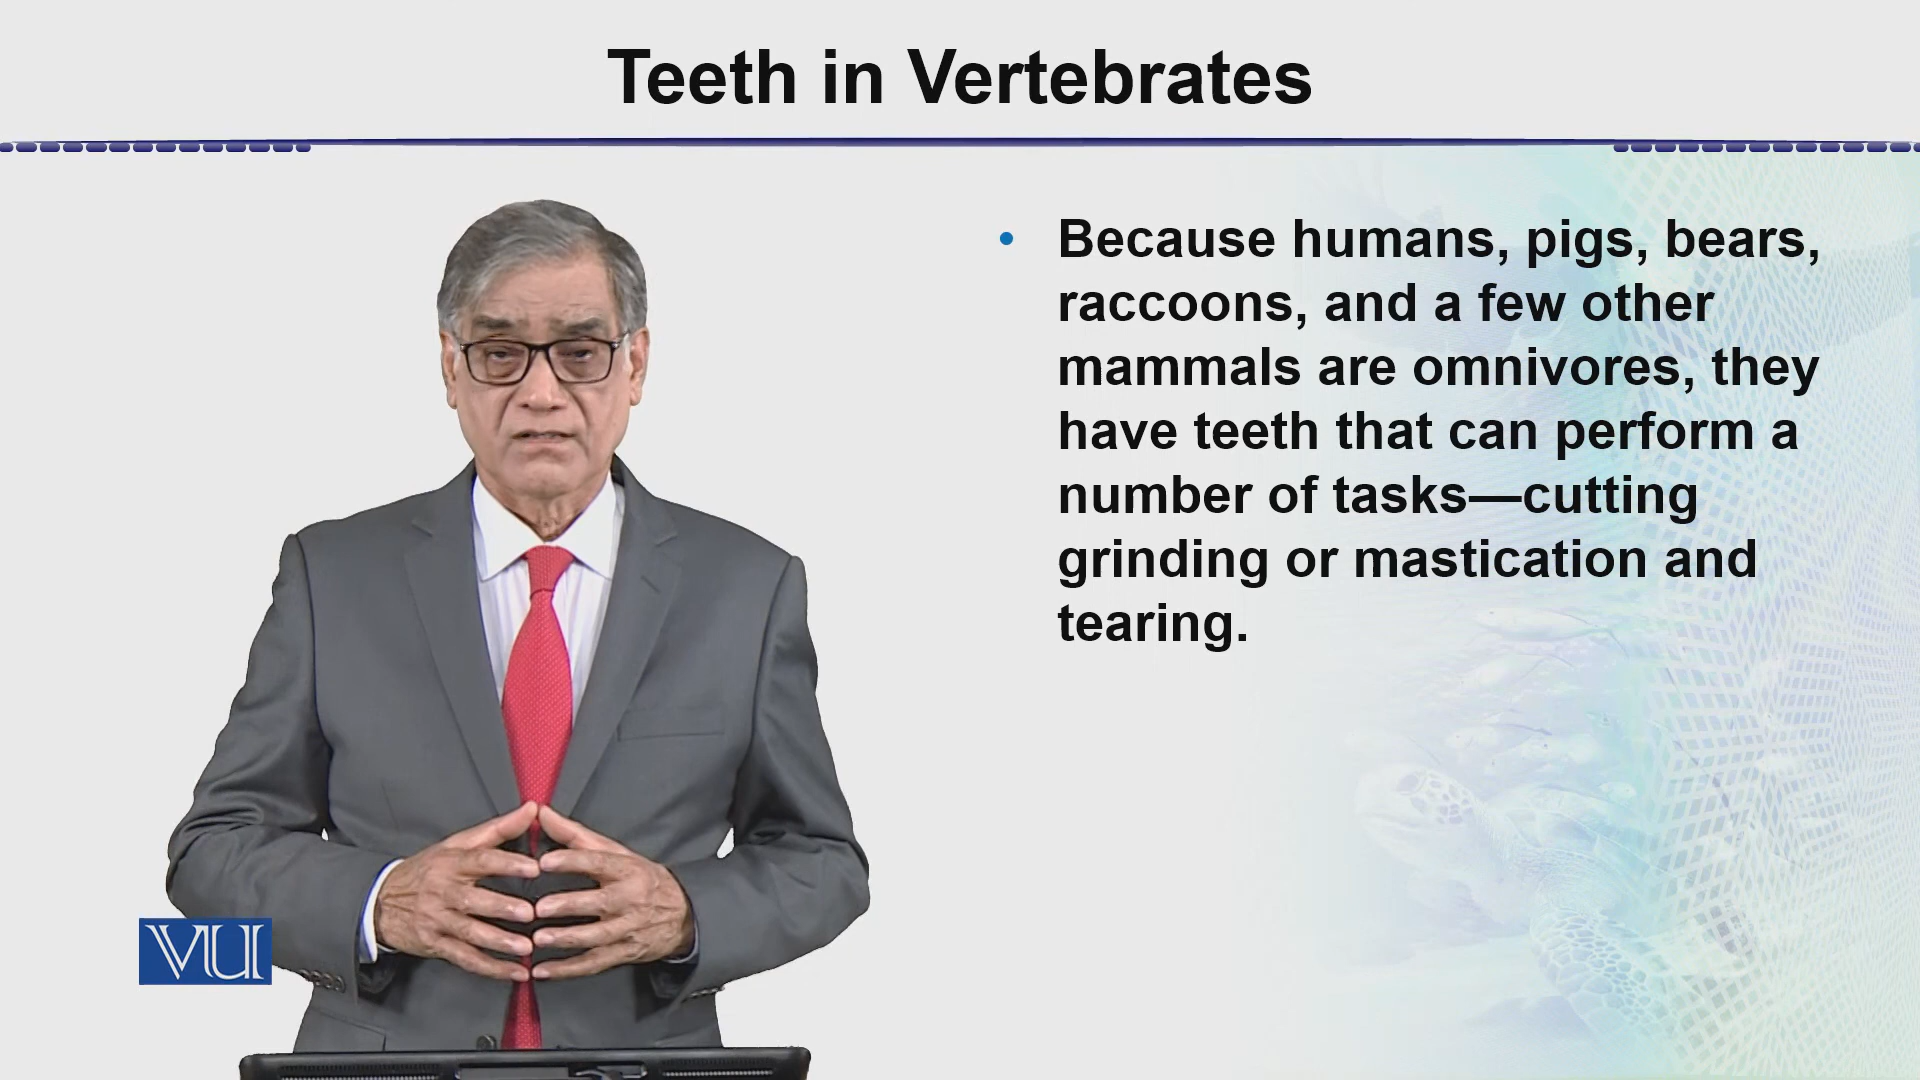 Teeth in Vertebrates
• Because humans, pigs, bears,
raccoons, and a few other
mammals are omnivores, they
have teeth that can perform a
number of tasks—cutting
grinding or mastication and
tearing.
VU